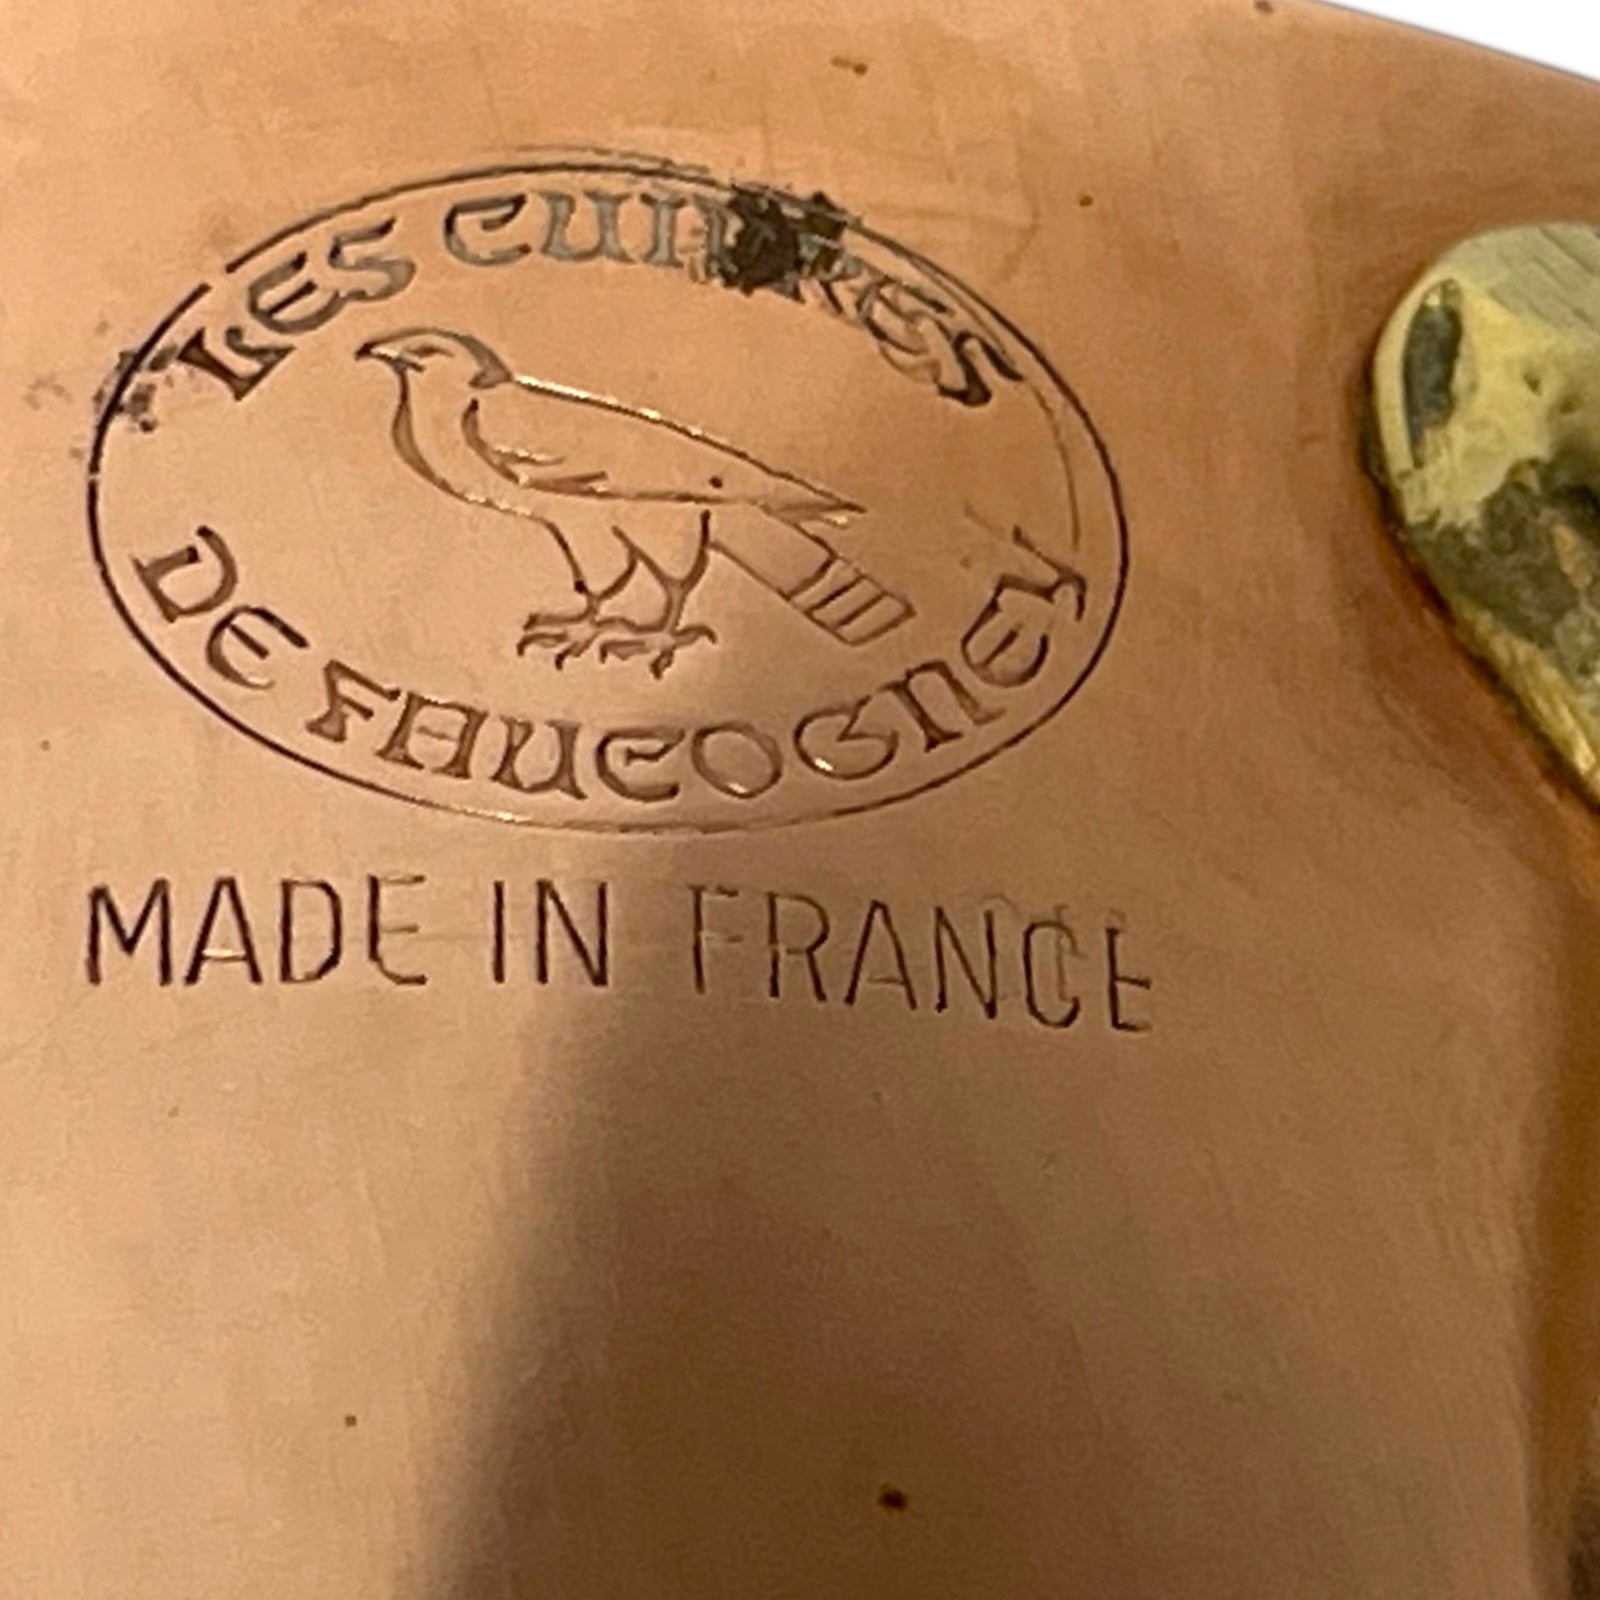 LES CUIVRES
DE FAUCOGNEY
MADE IN FRANCE